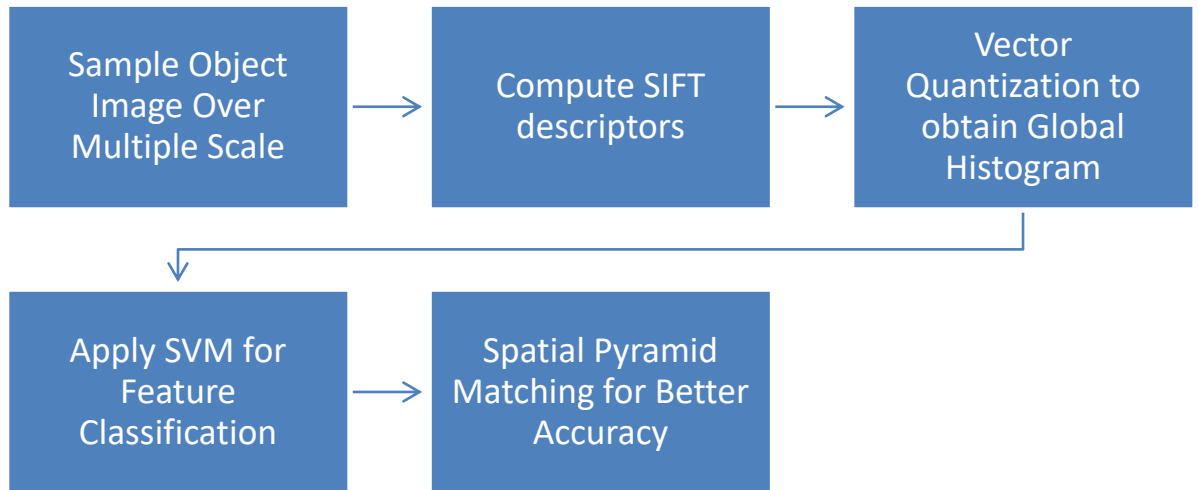 Sample Object
Image Over
Multiple Scale
Compute SIFT
descriptors
Vector
Quantization to
obtain Global
Histogram
Apply SVM for
Feature
Classification
Spatial Pyramid
Matching for Better
Accuracy